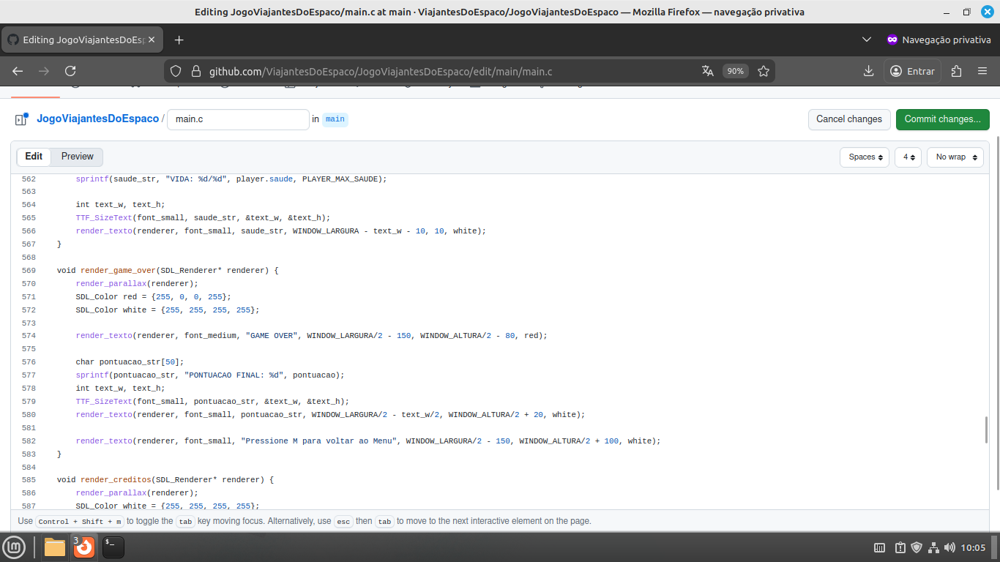 Editing JogoViajantesDoEspaco/main.c at main · ViajantesDoEspaco/JogoViajantesDoEspaco — Mozilla Firefox — navegação privativa
Editing JogoViajantesDoEsp
Navegação privativa
github.com/ViajantesDoEspaco/JogoViajantesDoEspaco/edit/main/main.c
90%
Entrar
JogoViajantesDoEspaco / main.c in main
Cancel changes
Commit changes...
Edit
Preview
Spaces
4
No wrap
562 sprintf(saude_str, "VIDA: %d/%d", player.saude, PLAYER_MAX_SAUDE);
563
564 int text_w, text_h;
565 TTF_SizeText(font_small, saude_str, &text_w, &text_h);
566 render_texto(renderer, font_small, saude_str, WINDOW_LARGURA - text_w - 10, 10, white);
567 }
568
569 void render_game_over(SDL_Renderer* renderer) {
570 render_parallax(renderer);
571 SDL_Color red = {255, 0, 0, 255};
572 SDL_Color white = {255, 255, 255, 255};
573
574 render_texto(renderer, font_medium, "GAME OVER", WINDOW_LARGURA/2 - 150, WINDOW_ALTURA/2 - 80, red);
575
576 char pontuacao_str[50];
577 sprintf(pontuacao_str, "PONTUACAO FINAL: %d", pontuacao);
578 int text_w, text_h;
579 TTF_SizeText(font_small, pontuacao_str, &text_w, &text_h);
580 render_texto(renderer, font_small, pontuacao_str, WINDOW_LARGURA/2 - text_w/2, WINDOW_ALTURA/2 + 20, white);
581
582 render_texto(renderer, font_small, "Pressione M para voltar ao Menu", WINDOW_LARGURA/2 - 150, WINDOW_ALTURA/2 + 100, white);
583 }
584
585 void render_creditos(SDL_Renderer* renderer) {
586 render_parallax(renderer);
587 SDL_Color white = {255, 255, 255, 255};
Use Control + Shift + m to toggle the tab key moving focus. Alternatively, use esc then tab to move to the next interactive element on the page.
3
$_
10:05